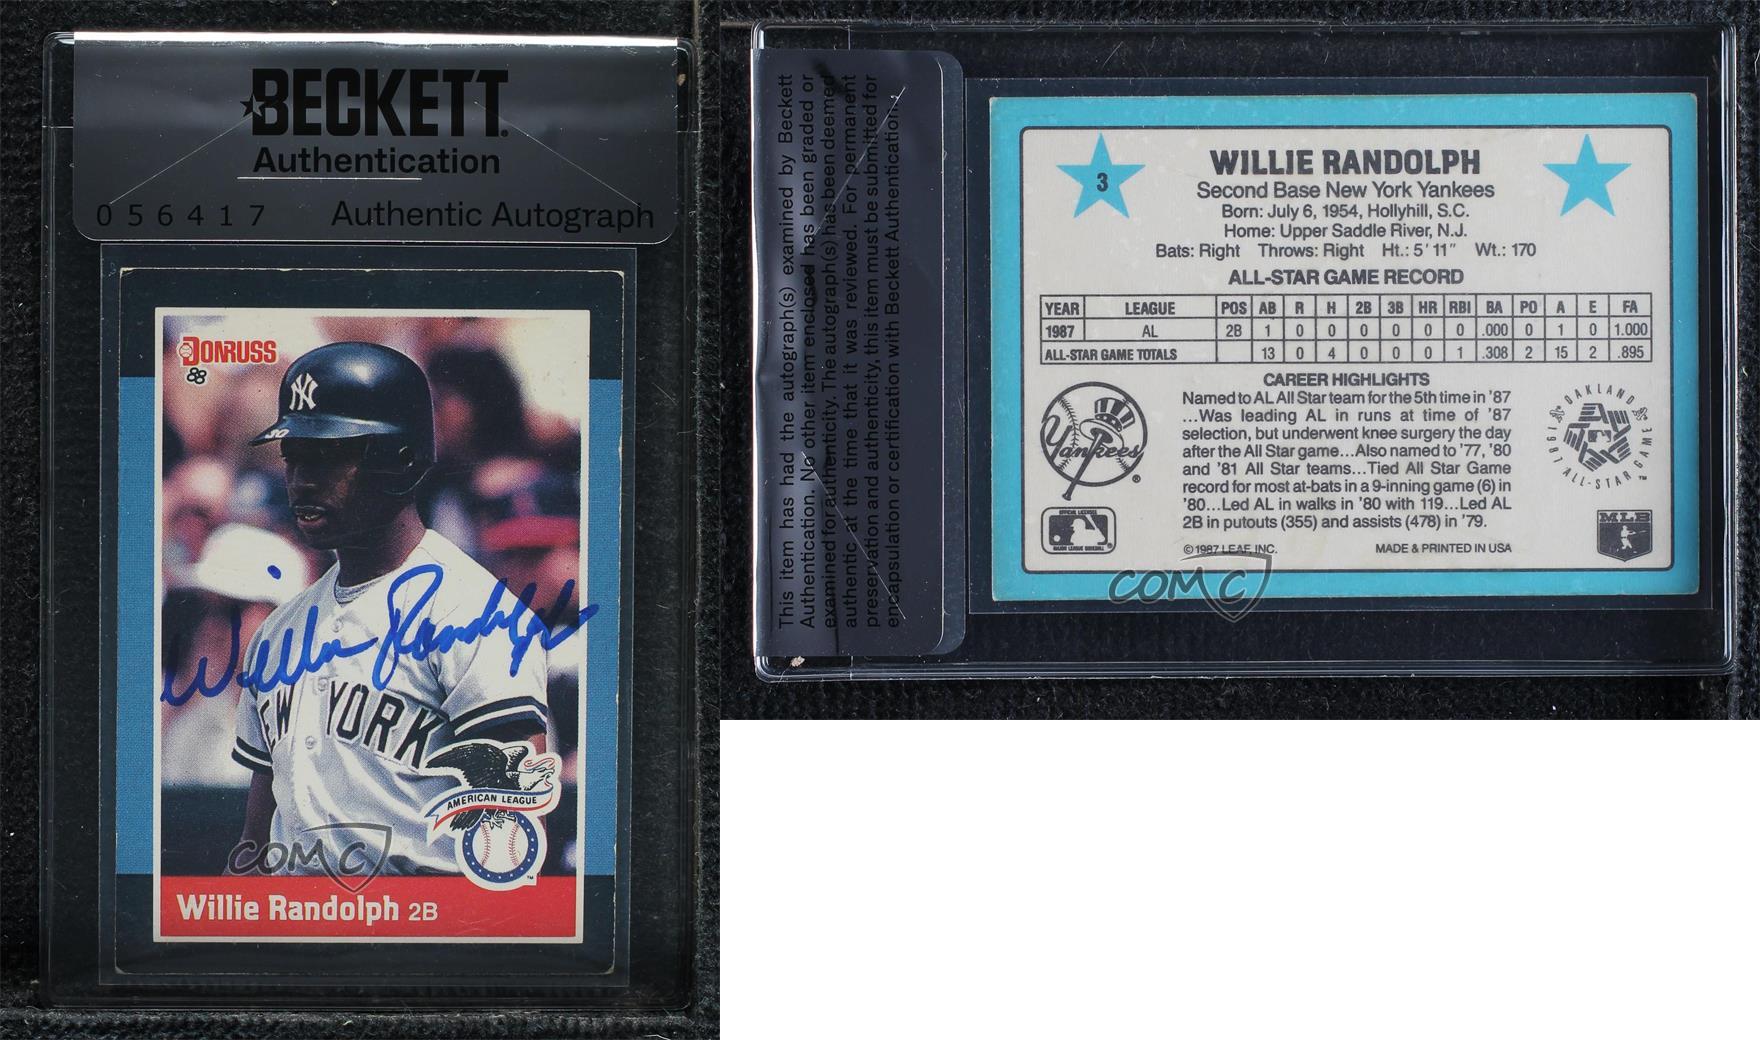 BECKETT
Authentication
056417 Authentic Autograph
DONRUSS
88
NY
30
Willie Randolph
NEW YORK
AMERICAN LEAGUE
TM
COMC
Willie Randolph 2B
This item has had the autograph(s) examined by Beckett
Authentication. No other item enclosed has been graded or
examined for authenticity. The autograph(s) has been deemed
authentic at the time that it was reviewed. For permanent
preservation and authenticity, this item must be submitted for
encapsulation or certification with Beckett Authentication.
3
WILLIE RANDOLPH
Second Base New York Yankees
Born: July 6, 1954, Hollyhill, S.C.
Home: Upper Saddle River, N.J.
Bats: Right Throws: Right Ht.: 5' 11" Wt.: 170
ALL-STAR GAME RECORD
YEAR LEAGUE POS AB R H 2B 3B HR RBI BA PO A E FA
1987 AL 2B 1 0 0 0 0 0 0 .000 0 1 0 1.000
ALL-STAR GAME TOTALS 13 0 4 0 0 0 1 .308 2 15 2 .895
CAREER HIGHLIGHTS
Named to AL All Star team for the 5th time in '87
...Was leading AL in runs at time of '87
selection, but underwent knee surgery the day
after the All Star game...Also named to '77, '80
and '81 All Star teams...Tied All Star Game
record for most at-bats in a 9-inning game (6) in
'80...Led AL in walks in '80 with 119...Led AL
2B in putouts (355) and assists (478) in '79.
Yankees
®
OAKLAND
1987 ALL-STAR GAME
TM
OFFICIAL LICENSEE
MAJOR LEAGUE BASEBALL
®
MLB
© 1987 LEAF, INC. MADE & PRINTED IN USA
COMC